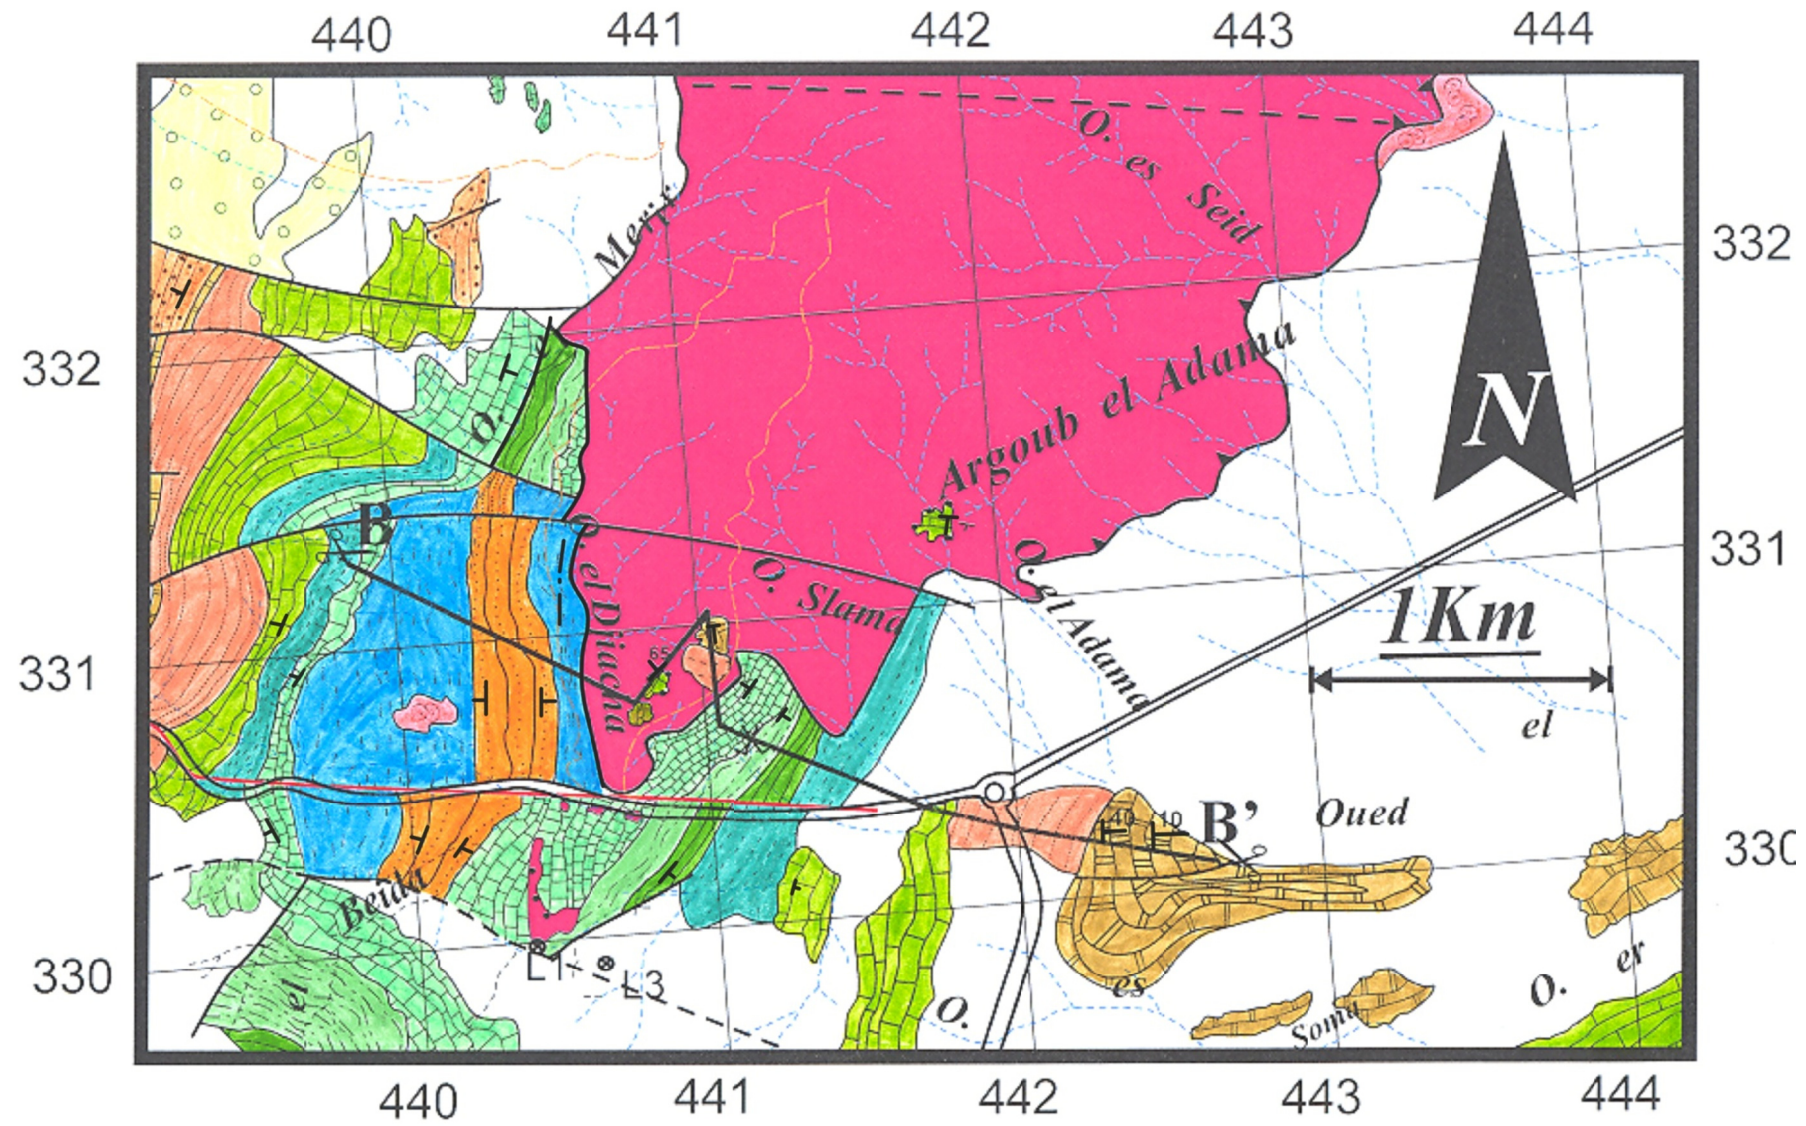 440 441 442 443 444
O. es Seid
Merjr
332
332
Argoub el Adama
N
O.
B
331
O. el Djacha
O. Slama
O. el Adama
1Km
65
331
el
40 10
B'
Oued
330
Beida
330
L1
L3
el
es
O.
Soma
O. er
440 441 442 443 444